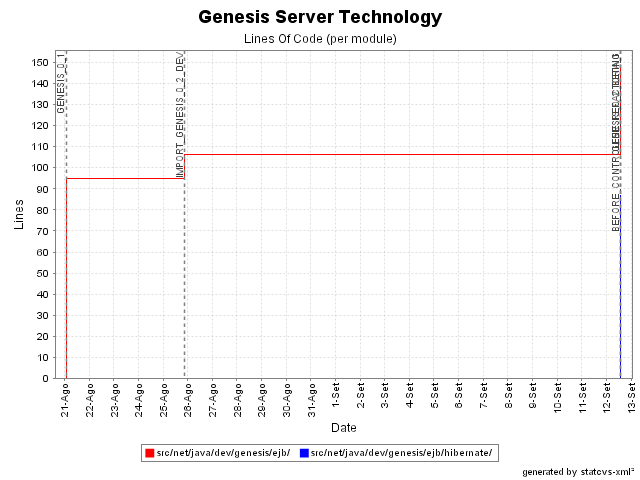 Genesis Server Technology
Lines Of Code (per module)
GENESIS_0_1
IMPORT_GENESIS_0_2_DEV
150
140
130
120
110
100
90
80
70
60
50
40
30
20
10
0
Lines
21-Ago
22-Ago
23-Ago
24-Ago
25-Ago
26-Ago
27-Ago
28-Ago
29-Ago
30-Ago
31-Ago
1-Set
2-Set
3-Set
4-Set
5-Set
6-Set
7-Set
8-Set
9-Set
10-Set
11-Set
12-Set
13-Set
Date
src/net/java/dev/genesis/ejb/
src/net/java/dev/genesis/ejb/hibernate/
generated by statcvs-xml²